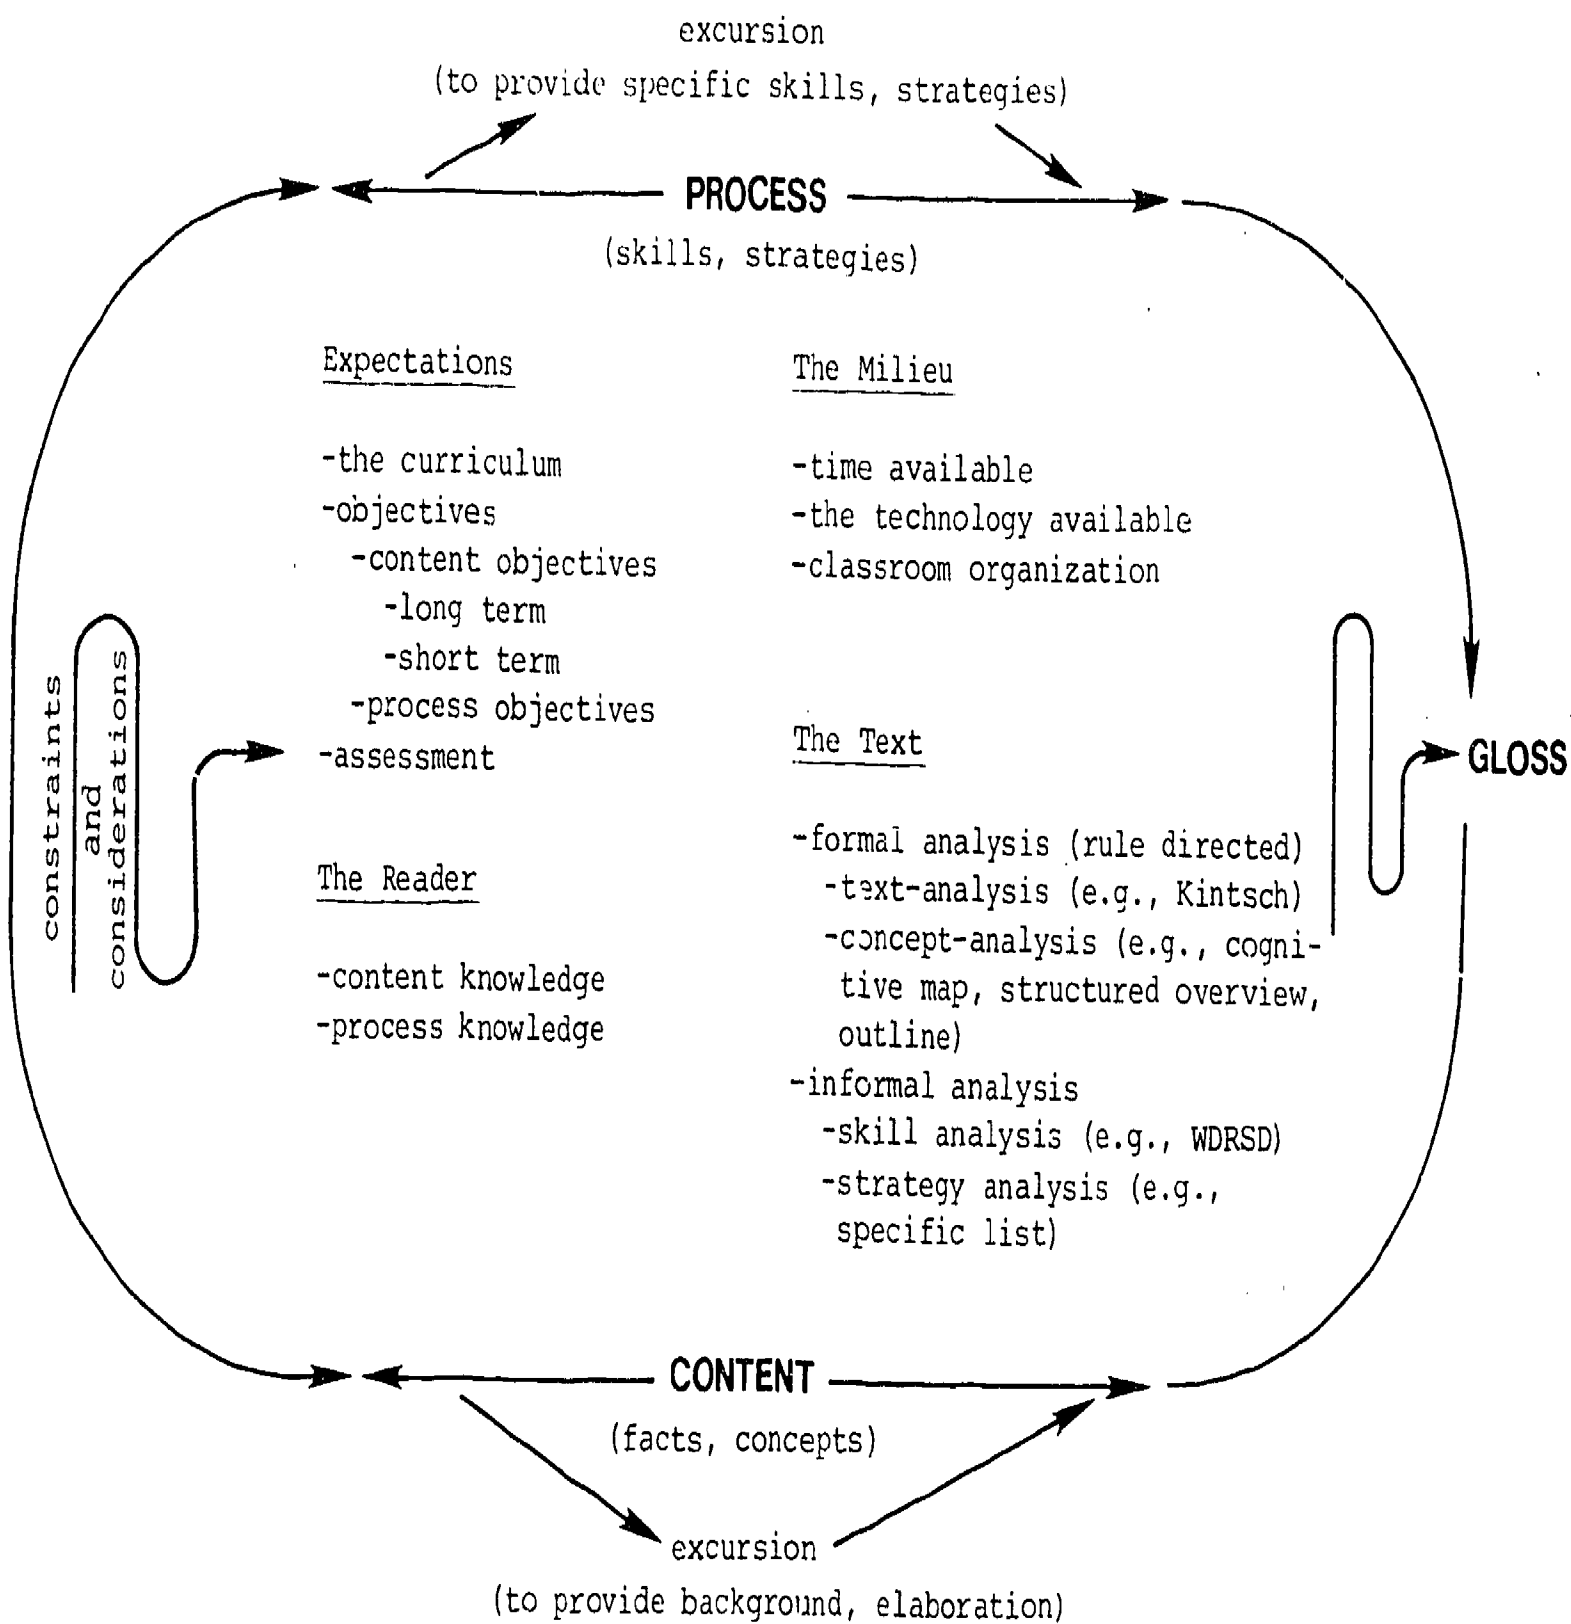 excursion
(to provide specific skills, strategies)
PROCESS
(skills, strategies)
constraints
and
considerations
Expectations
-the curriculum
-objectives
-content objectives
-long term
-short term
-process objectives
-assessment
The Reader
-content knowledge
-process knowledge
The Milieu
-time available
-the technology available
-classroom organization
The Text
-formal analysis (rule directed)
-text-analysis (e.g., Kintsch)
-concept-analysis (e.g., cogni-
tive map, structured overview,
outline)
-informal analysis
-skill analysis (e.g., WDRSD)
-strategy analysis (e.g.,
specific list)
GLOSS
CONTENT
(facts, concepts)
excursion
(to provide background, elaboration)